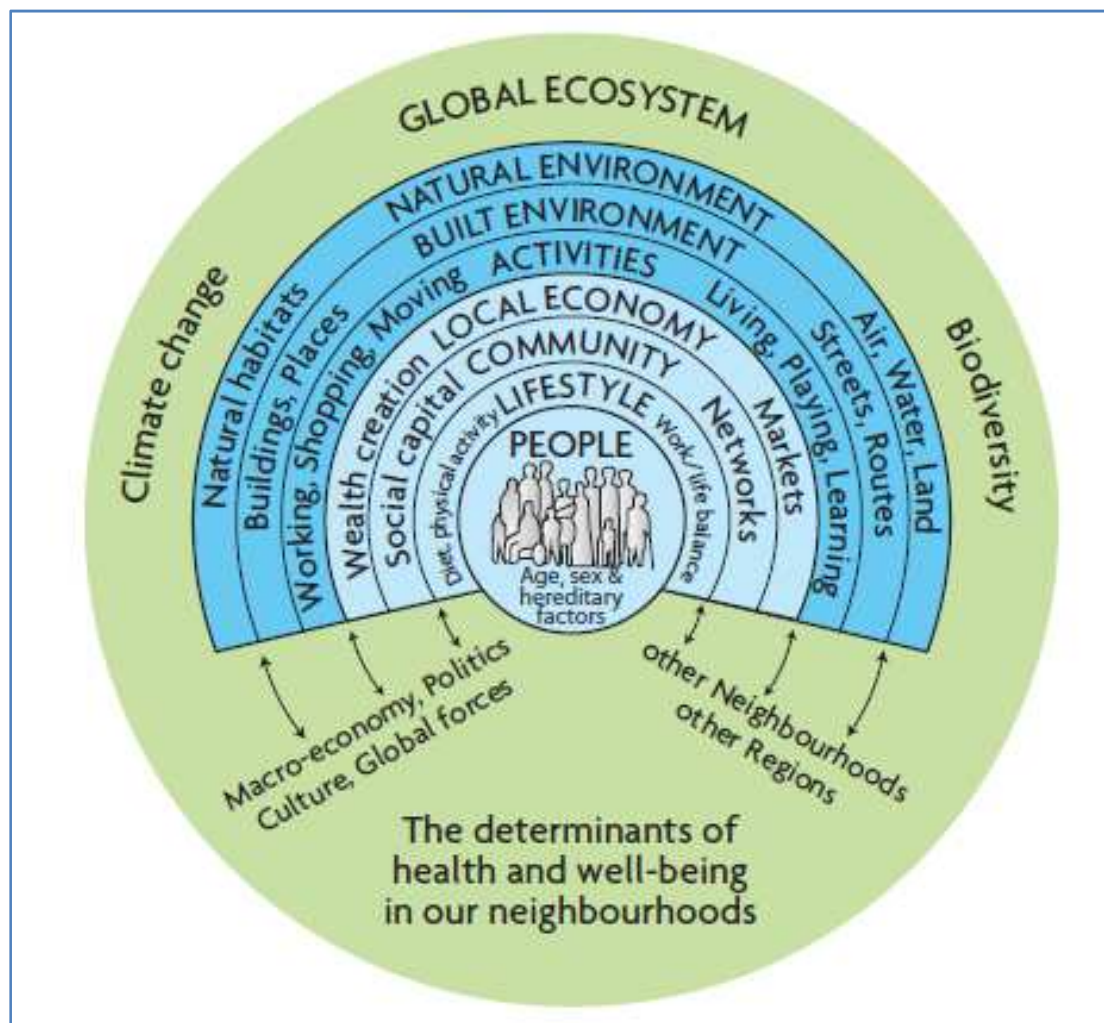 GLOBAL ECOSYSTEM
Climate change
Biodiversity
NATURAL ENVIRONMENT
Natural habitats
Air, Water, Land
BUILT ENVIRONMENT
Buildings, Places
Streets, Routes
ACTIVITIES
Working, Shopping, Moving
Living, Playing, Learning
LOCAL ECONOMY
Wealth creation
Markets
COMMUNITY
Social capital
Networks
LIFESTYLE
Diet, physical activity
Work/life balance
PEOPLE
Age, sex &
hereditary
factors
Macro-economy, Politics
Culture, Global forces
other Neighbourhoods
other Regions
The determinants of
health and well-being
in our neighbourhoods